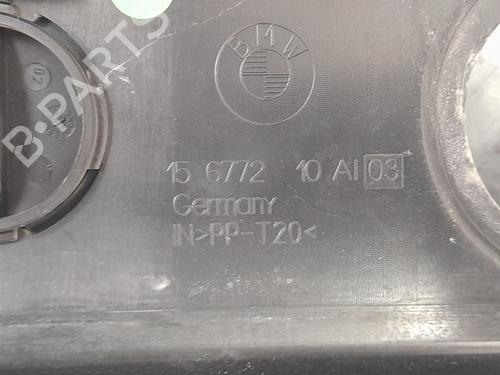 BMW
B-PARTS
15 6772 10 AI 03
Germany
IN>PP-T20<